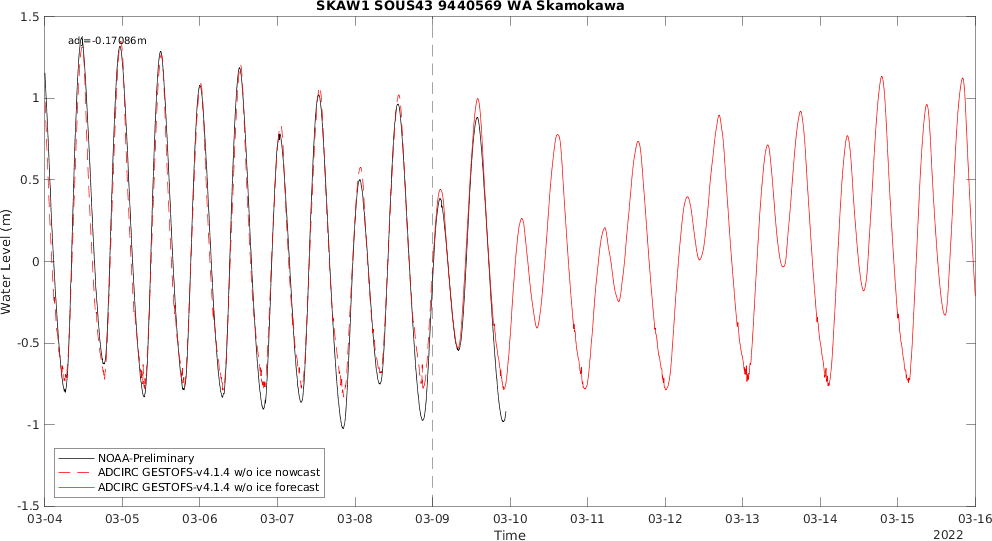 SKAW1 SOUS43 9440569 WA Skamokawa
adj=-0.17086m
1.5
1
0.5
0
-0.5
-1
-1.5
Water Level (m)
NOAA-Preliminary
ADCIRC GESTOFS-v4.1.4 w/o ice nowcast
ADCIRC GESTOFS-v4.1.4 w/o ice forecast
03-04 03-05 03-06 03-07 03-08 03-09 03-10 03-11 03-12 03-13 03-14 03-15 03-16
Time
2022